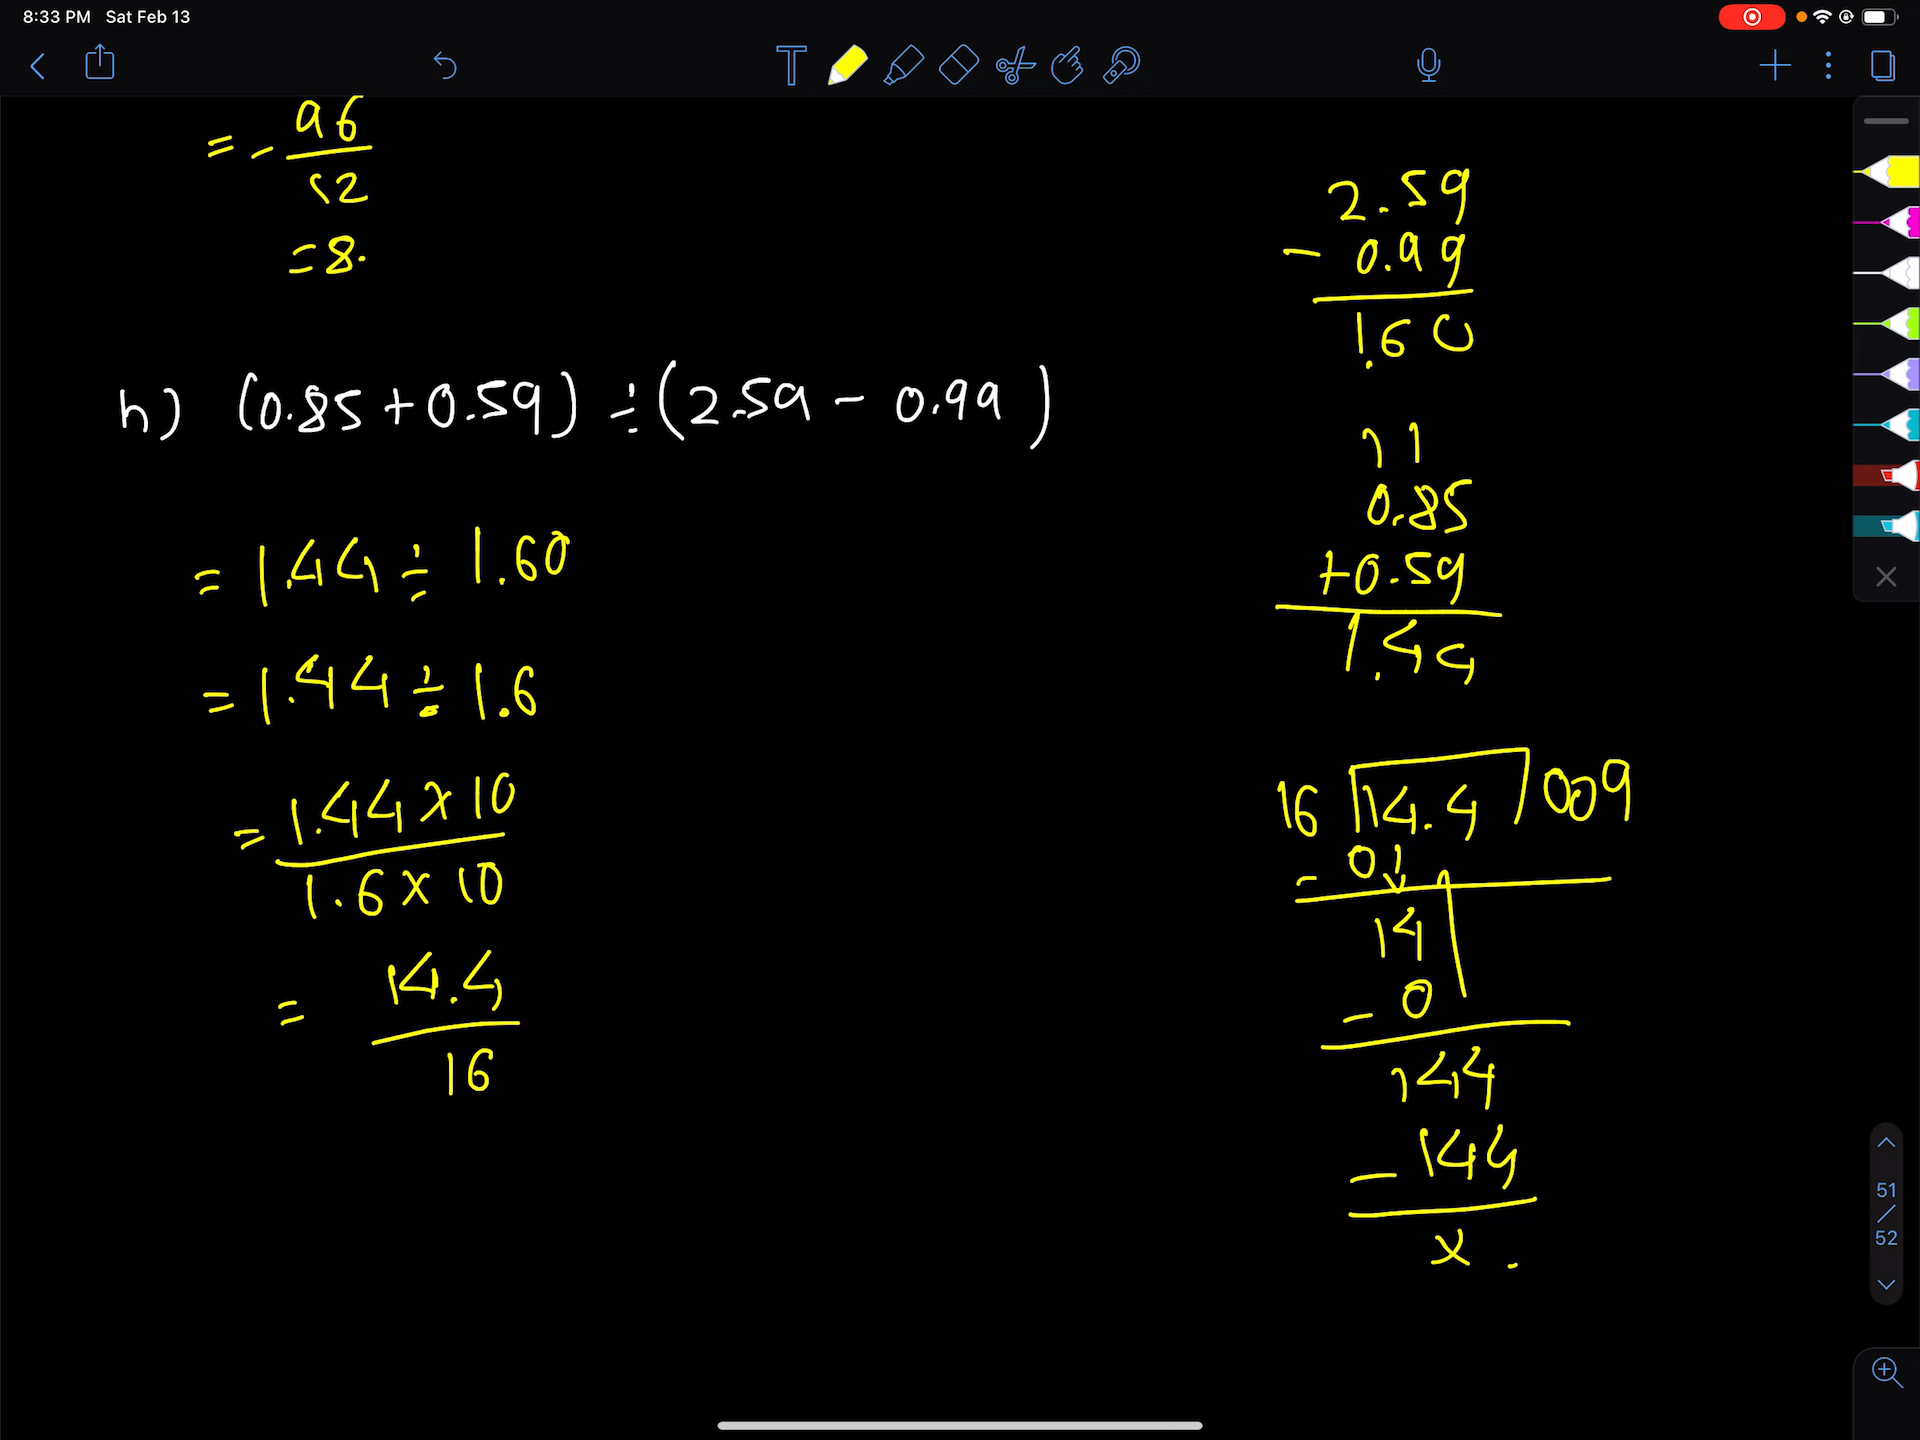 8:33 PM Sat Feb 13
= - 96
12
= 8.
h) (0.85 + 0.59) ÷ (2.59 - 0.99)
= 1.44 ÷ 1.60
= 1.44 ÷ 1.6
= 1.44 × 10
1.6 × 10
= 14.4
16
2.59
- 0.99
1.60
1 1
0.85
+0.59
1.44
16 14.4 009
- 0
14
- 0
144
- 144
x .
51
/
52